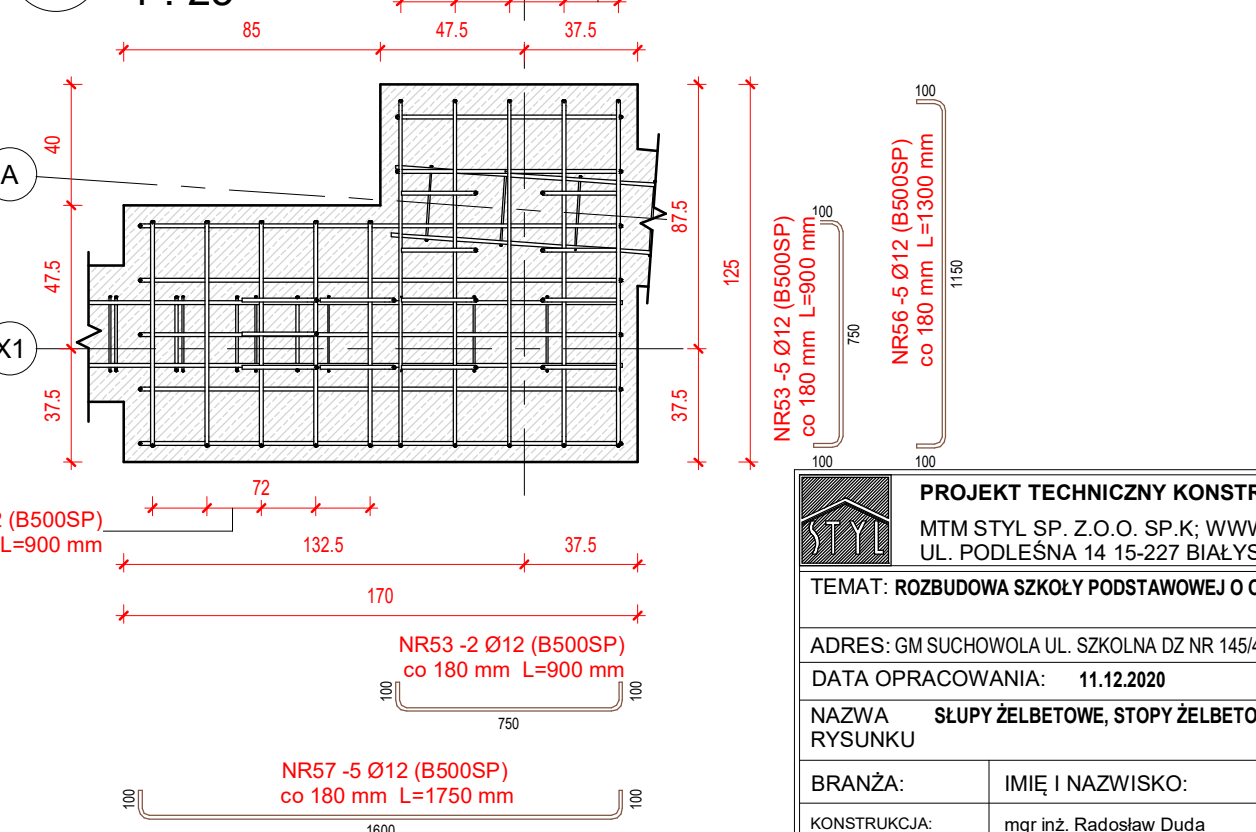 85
47.5
37.5
40
A
47.5
X1
37.5
87.5
125
37.5
72
(B500SP)
L=900 mm
132.5
37.5
170
NR53 -2 Ø12 (B500SP)
co 180 mm L=900 mm
100
100
750
NR57 -5 Ø12 (B500SP)
co 180 mm L=1750 mm
100
100
1600
100
NR53 -5 Ø12 (B500SP)
co 180 mm L=900 mm
750
100
100
NR56 -5 Ø12 (B500SP)
co 180 mm L=1300 mm
1150
100
STYL
PROJEKT TECHNICZNY KONSTR
MTM STYL SP. Z.O.O. SP.K; WWW
UL. PODLEŚNA 14 15-227 BIAŁYS
TEMAT: ROZBUDOWA SZKOŁY PODSTAWOWEJ O
ADRES: GM SUCHOWOLA UL. SZKOLNA DZ NR 145/4
DATA OPRACOWANIA: 11.12.2020
NAZWA SŁUPY ŻELBETOWE, STOPY ŻELBETO
RYSUNKU
BRANŻA: IMIĘ I NAZWISKO:
KONSTRUKCJA: mgr inż. Radosław Duda